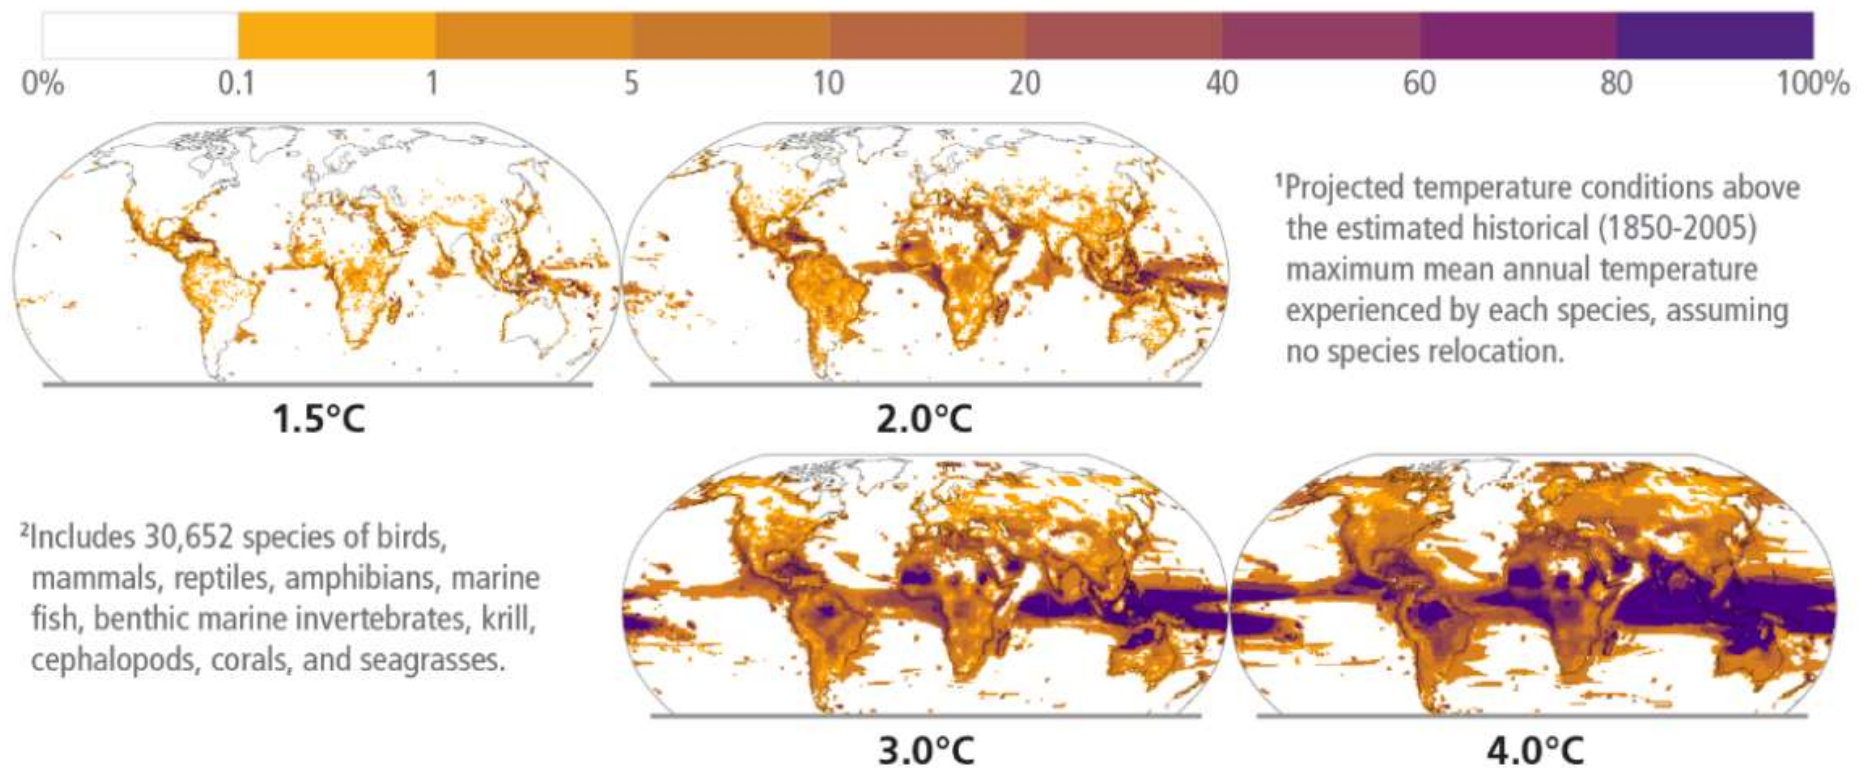 0% 0.1 1 5 10 20 40 60 80 100%
¹Projected temperature conditions above
the estimated historical (1850-2005)
maximum mean annual temperature
experienced by each species, assuming
no species relocation.
1.5°C 2.0°C
²Includes 30,652 species of birds,
mammals, reptiles, amphibians, marine
fish, benthic marine invertebrates, krill,
cephalopods, corals, and seagrasses.
3.0°C 4.0°C